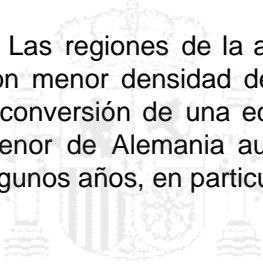 Las regiones de la a
on menor densidad de
conversión de una ec
enor de Alemania au
gunos años, en particu